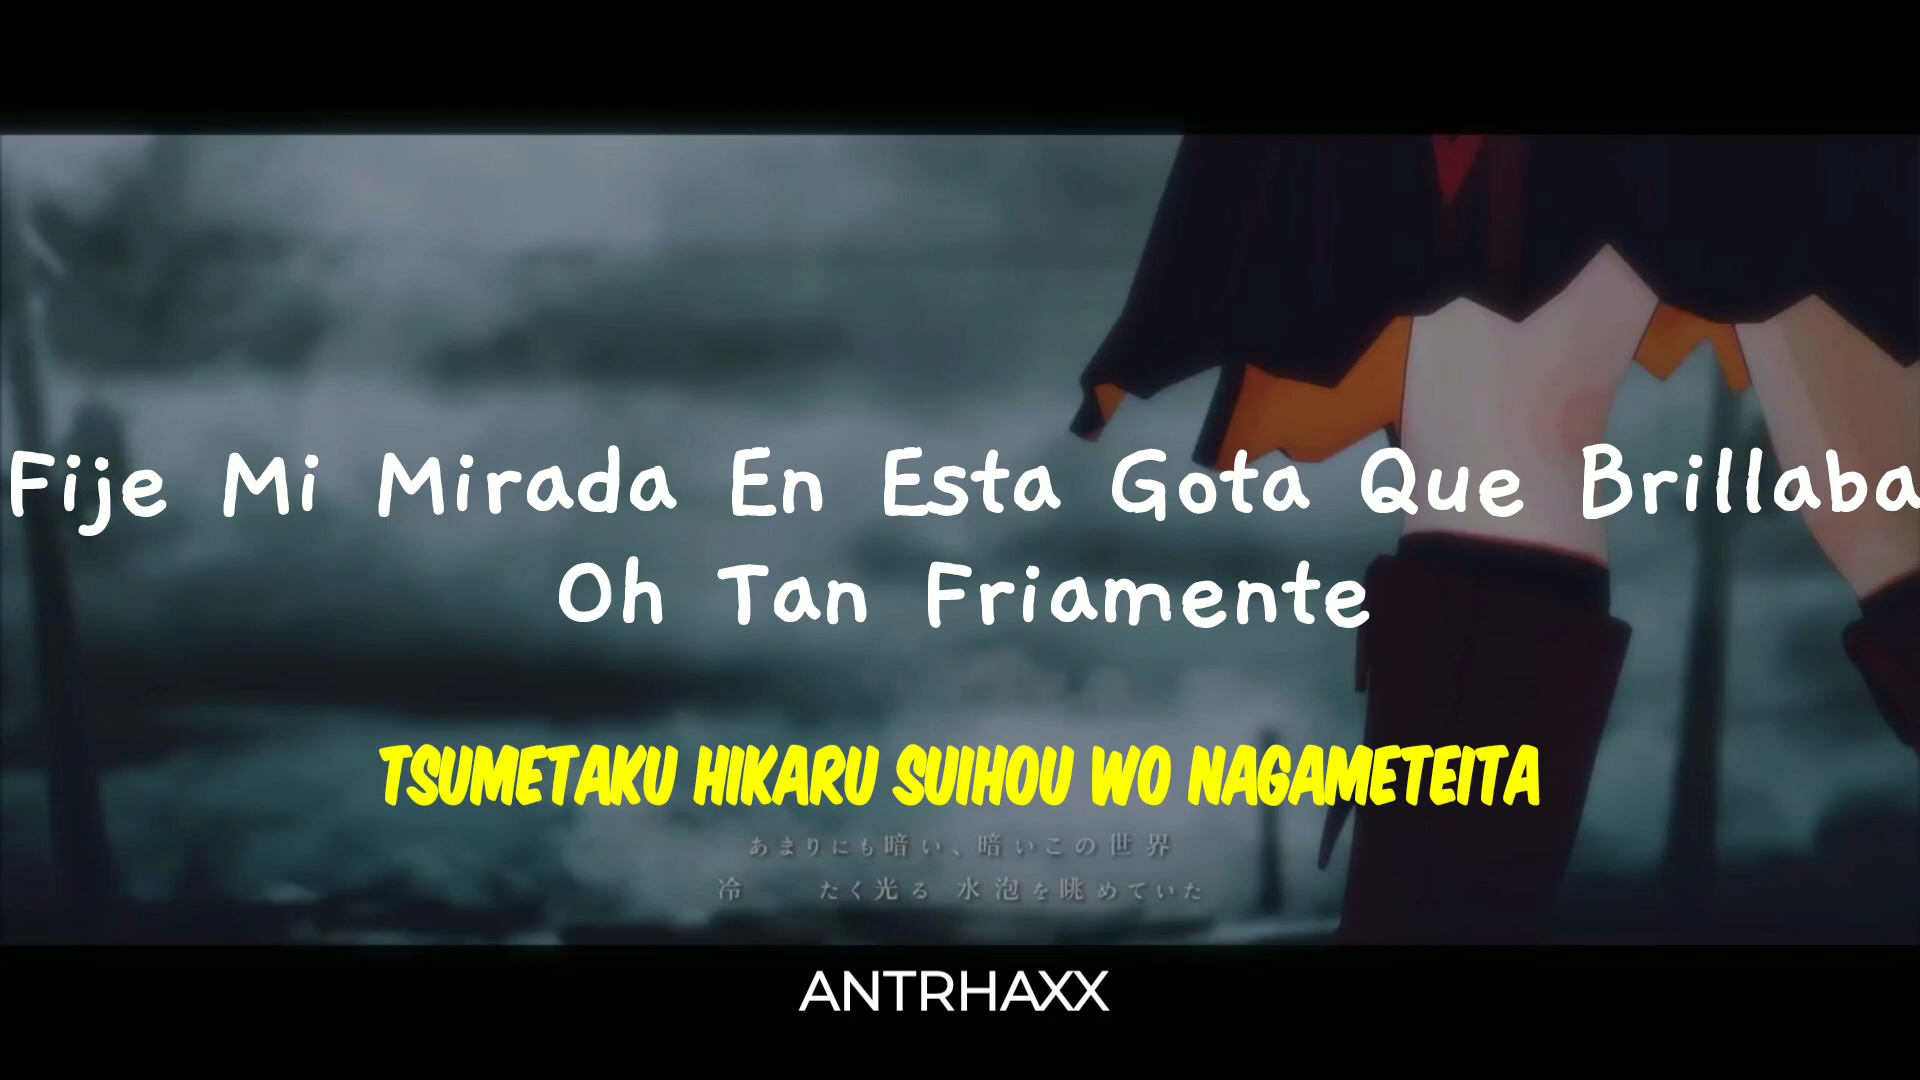 Fije Mi Mirada En Esta Gota Que Brillaba
Oh Tan Friamente
TSUMETAKU HIKARU SUIHOU WO NAGAMETEITA
あまりにも暗い、暗いこの世界
冷たく光る 水泡を眺めていた
ANTRHAXX